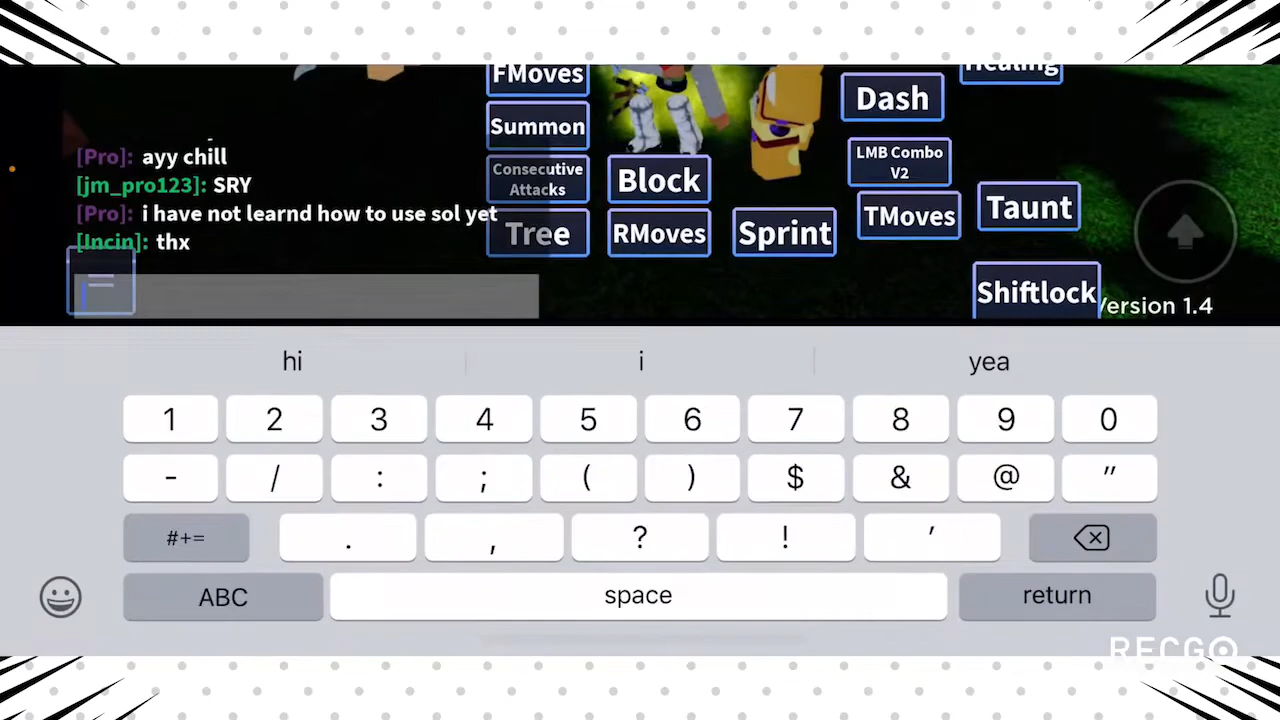 FMoves
Healing
Dash
Summon
LMB Combo
V2
[Pro]: ayy chill
Consecutive
Attacks
Block
[jm_pro123]: SRY
[Pro]: i have not learnd how to use sol yet
Tree
RMoves
Sprint
TMoves
Taunt
[Incin]: thx
Shiftlock
Version 1.4
hi i yea
1 2 3 4 5 6 7 8 9 0
- / : ; ( ) $ & @ "
#+= . , ? ! '
ABC space return
RECGO